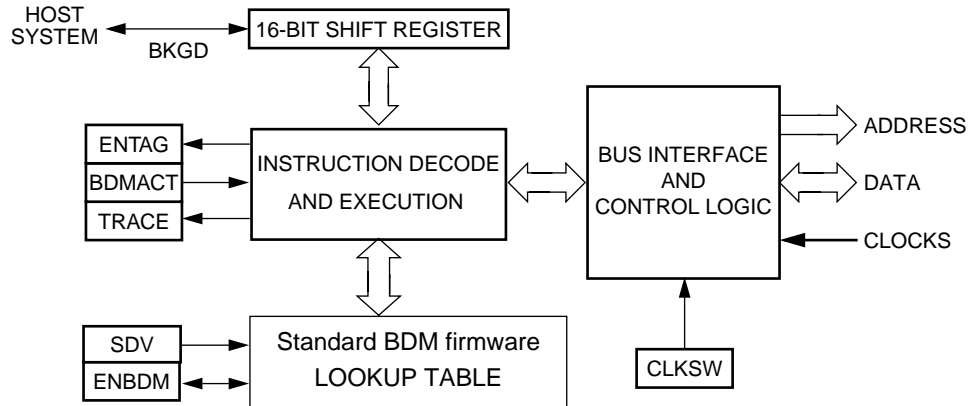 HOST
SYSTEM
BKGD
16-BIT SHIFT REGISTER
ENTAG
BDMACT
TRACE
INSTRUCTION DECODE
AND EXECUTION
BUS INTERFACE
AND
CONTROL LOGIC
ADDRESS
DATA
CLOCKS
SDV
ENBDM
Standard BDM firmware
LOOKUP TABLE
CLKSW